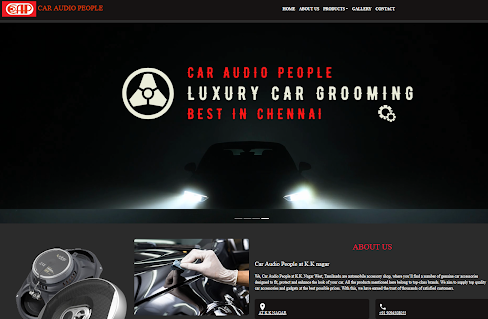 CAP CAR AUDIO PEOPLE
HOME ABOUT US PRODUCTS GALLERY CONTACT
CAR AUDIO PEOPLE
LUXURY CAR GROOMING
BEST IN CHENNAI
ABOUT US
Car Audio People at K.K nagar
We, Car Audio People at K.K. Nagar West, Tamilnadu are automobile accessory shop, where you'll find a number of genuine car accessories
designed to fit, protect and enhance the look of your car. All the products mentioned here belong to top-class brands. We aim to supply top quality
car accessories and gadgets at the best possible prices. With this, we have earned the trust of thousands of satisfied customers.
AT K.K NAGAR